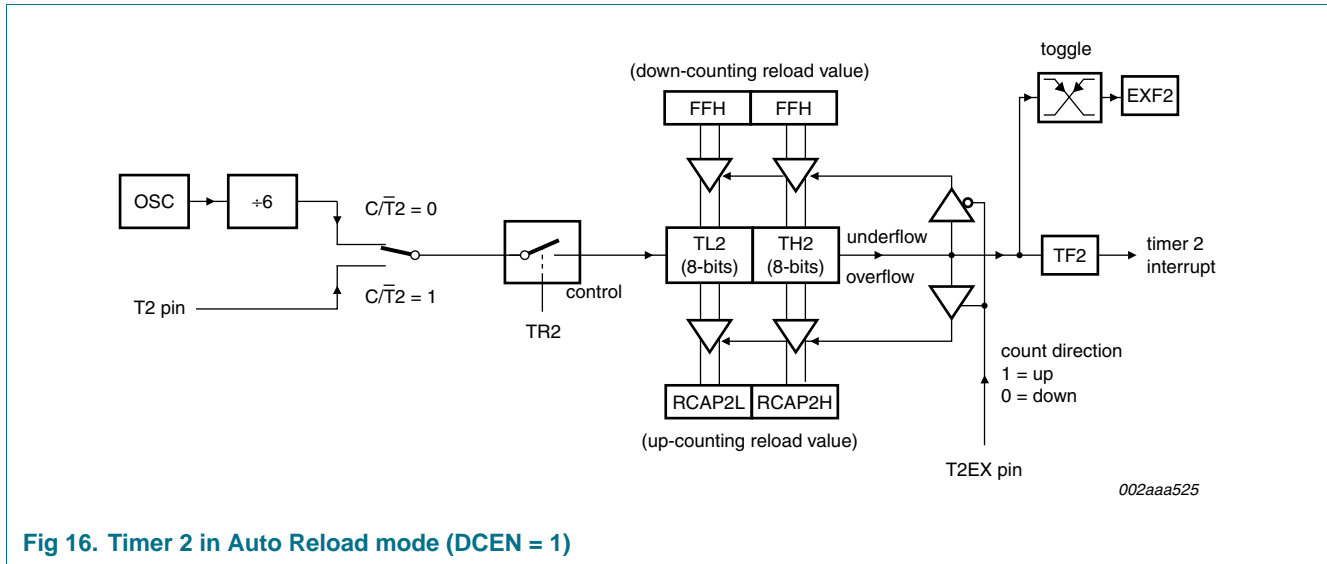 toggle
(down-counting reload value)
FFH FFH
EXF2
OSC
÷6
C/T̅2 = 0
TL2
(8-bits)
TH2
(8-bits)
underflow
overflow
TF2
timer 2
interrupt
C/T̅2 = 1
control
T2 pin
TR2
count direction
1 = up
0 = down
RCAP2L RCAP2H
(up-counting reload value)
T2EX pin
002aaa525
Fig 16. Timer 2 in Auto Reload mode (DCEN = 1)